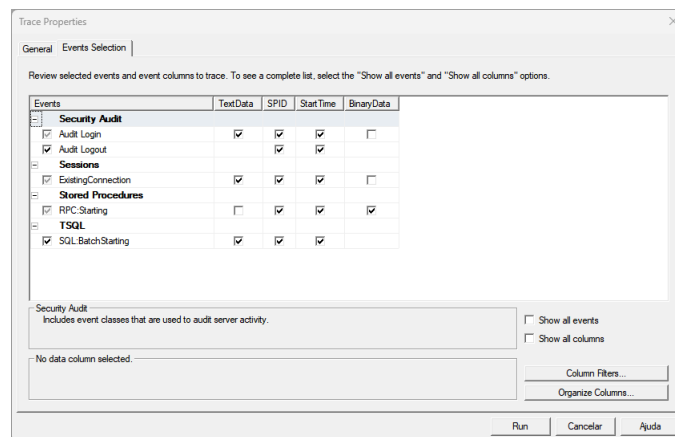 Trace Properties
General Events Selection
Review selected events and event columns to trace. To see a complete list, select the "Show all events" and "Show all columns" options.
Events TextData SPID StartTime BinaryData
Security Audit
Audit Login
Audit Logout
Sessions
ExistingConnection
Stored Procedures
RPC:Starting
TSQL
SQL:BatchStarting
Security Audit
Includes event classes that are used to audit server activity.
Show all events
Show all columns
No data column selected.
Column Filters...
Organize Columns...
Run Cancelar Ajuda